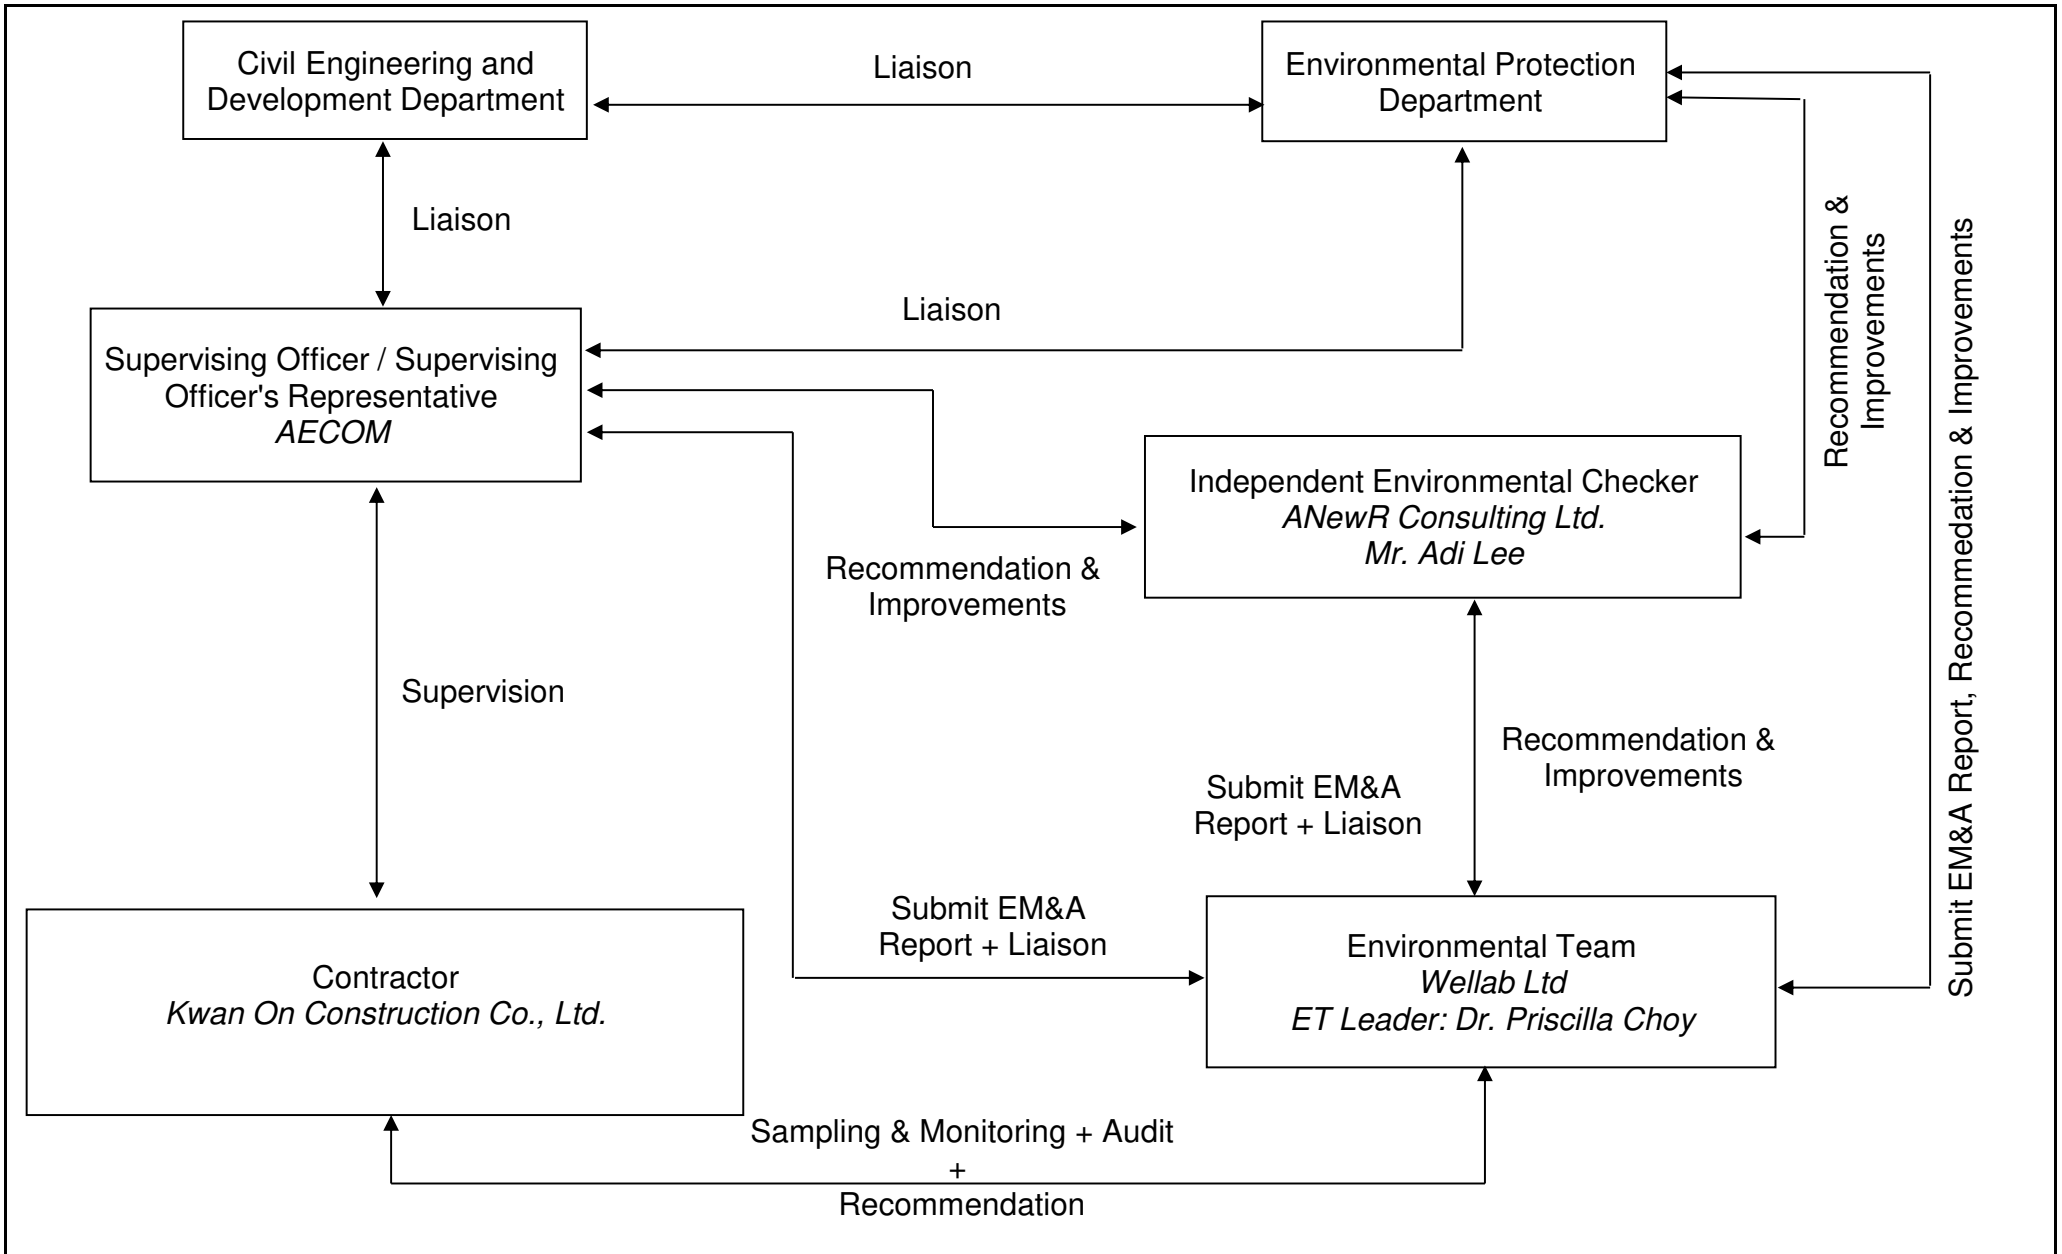 Civil Engineering and
Development Department
Liaison
Environmental Protection
Department
Liaison
Liaison
Recommendation &
Improvements
Submit EM&A Report, Recommedation & Improvements
Supervising Officer / Supervising
Officer's Representative
AECOM
Independent Environmental Checker
ANewR Consulting Ltd.
Mr. Adi Lee
Recommendation &
Improvements
Supervision
Recommendation &
Improvements
Submit EM&A
Report + Liaison
Submit EM&A
Report + Liaison
Contractor
Kwan On Construction Co., Ltd.
Environmental Team
Wellab Ltd
ET Leader: Dr. Priscilla Choy
Sampling & Monitoring + Audit
+
Recommendation